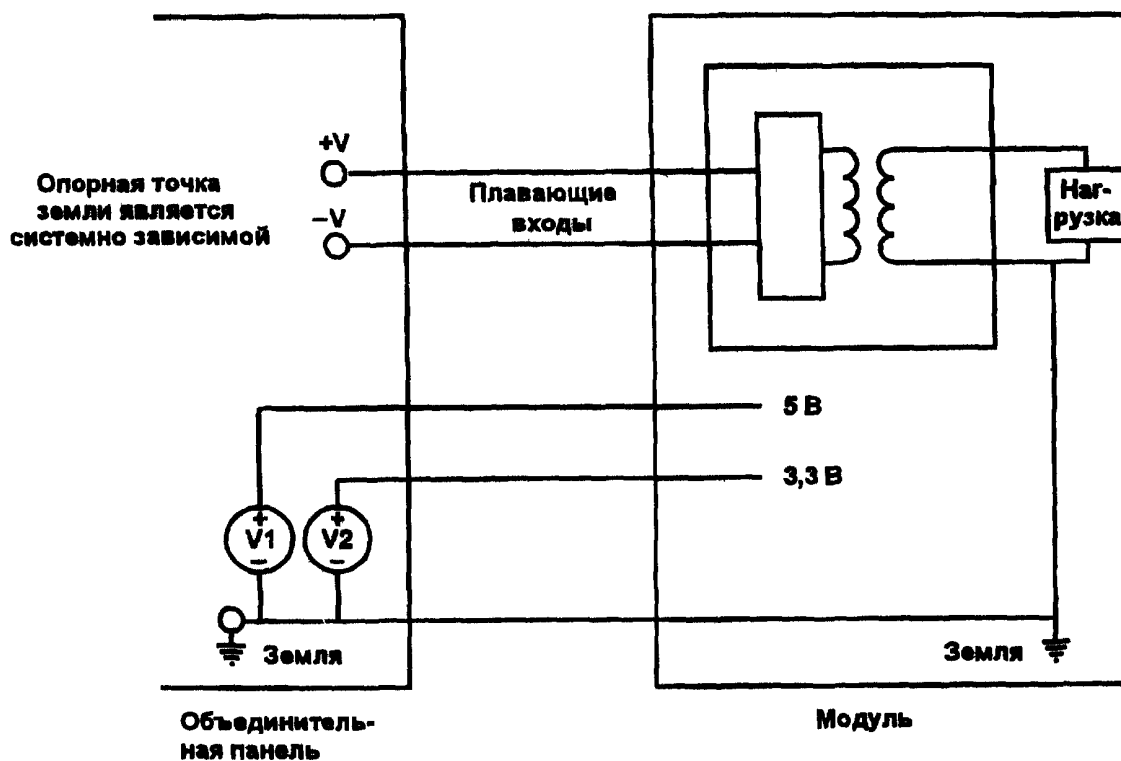 +V
Опорная точка
земли является
системно зависимой
–V
Плавающие
входы
Наг-
рузка
5 В
3,3 В
+
V1
–
+
V2
–
Земля
Земля
Объединитель-
ная панель
Модуль